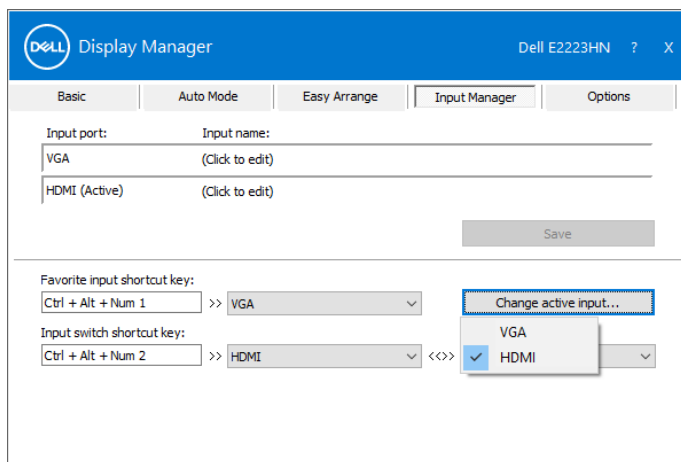 DELL Display Manager Dell E2223HN ? X
Basic Auto Mode Easy Arrange Input Manager Options
Input port: Input name:
VGA (Click to edit)
HDMI (Active) (Click to edit)
Save
Favorite input shortcut key:
Ctrl + Alt + Num 1 >> VGA Change active input...
Input switch shortcut key:
VGA
Ctrl + Alt + Num 2 >> HDMI <<>> HDMI